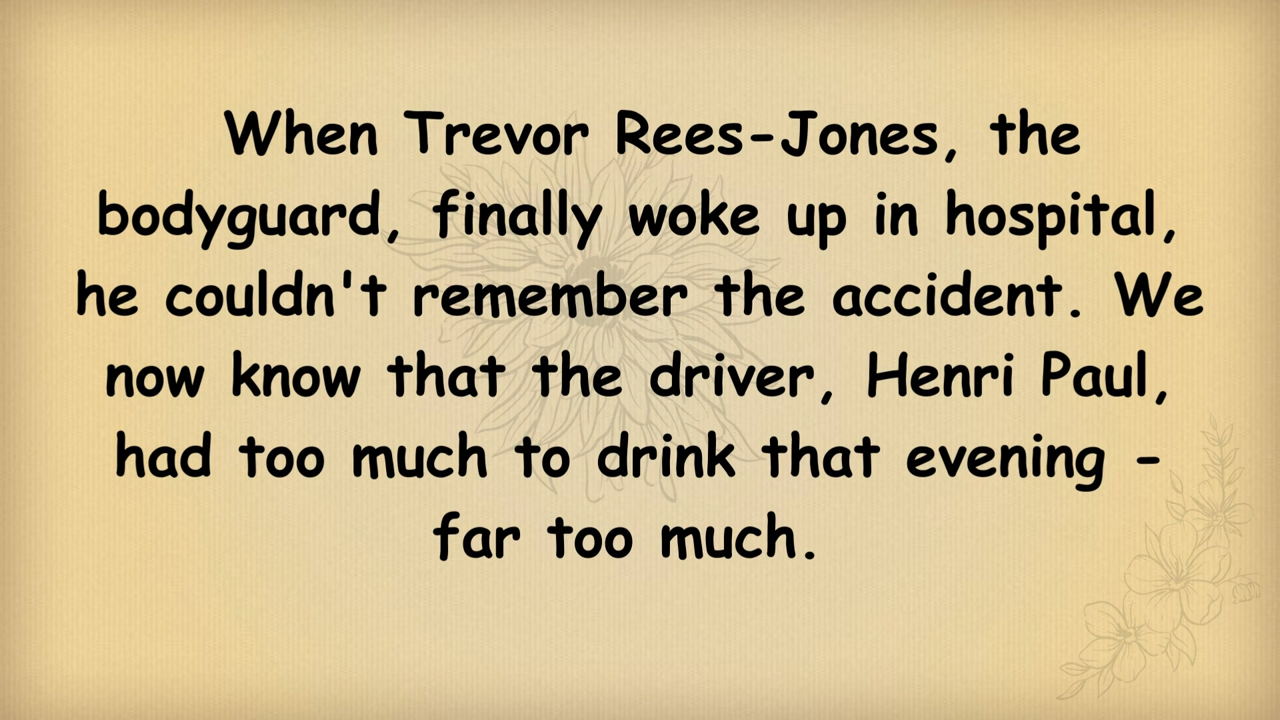 When Trevor Rees-Jones, the
bodyguard, finally woke up in hospital,
he couldn't remember the accident. We
now know that the driver, Henri Paul,
had too much to drink that evening -
far too much.